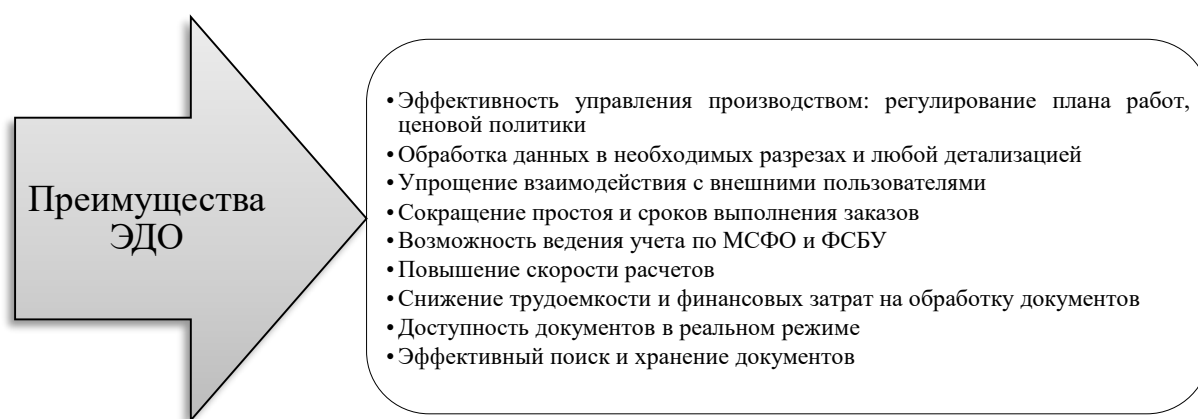 Преимущества
ЭДО
• Эффективность управления производством: регулирование плана работ,
ценовой политики
• Обработка данных в необходимых разрезах и любой детализацией
• Упрощение взаимодействия с внешними пользователями
• Сокращение простоя и сроков выполнения заказов
• Возможность ведения учета по МСФО и ФСБУ
• Повышение скорости расчетов
• Снижение трудоемкости и финансовых затрат на обработку документов
• Доступность документов в реальном режиме
• Эффективный поиск и хранение документов